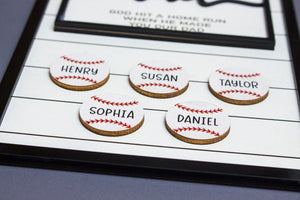 GOD HIT A HOME RUN
WHEN HE MADE
YOU OUR DAD
HENRY
SUSAN
TAYLOR
SOPHIA
DANIEL